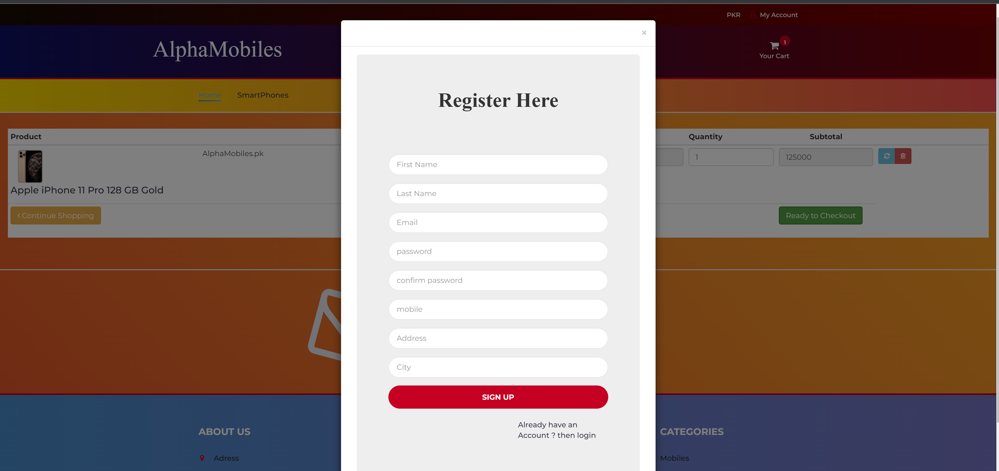 PKR My Account
AlphaMobiles
1
Your Cart
Home SmartPhones
×
Register Here
First Name
Last Name
Email
password
confirm password
mobile
Address
City
SIGN UP
Already have an
Account ? then login
Product Quantity Subtotal
AlphaMobiles.pk 1 125000
Apple iPhone 11 Pro 128 GB Gold
Continue Shopping Ready to Checkout
ABOUT US CATEGORIES
Adress Mobiles